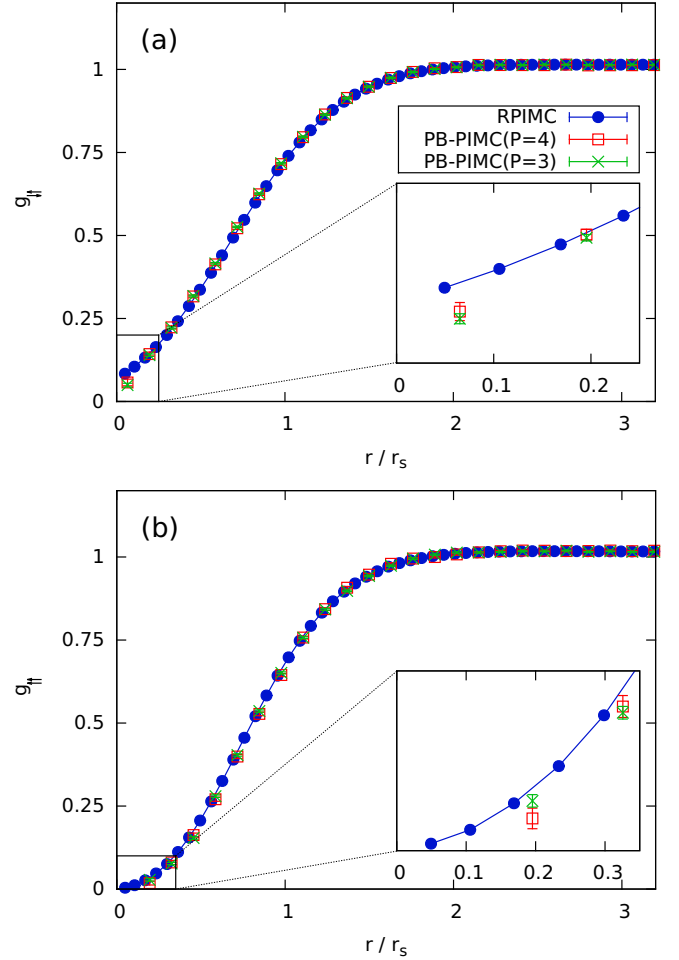 (a)
1
0.75
0.5
0.25
0
g↑↓
RPIMC
PB-PIMC(P=4)
PB-PIMC(P=3)
0 0.1 0.2
0 1 2 3
r / rs
(b)
1
0.75
0.5
0.25
0
g↑↑
0 0.1 0.2 0.3
0 1 2 3
r / rs